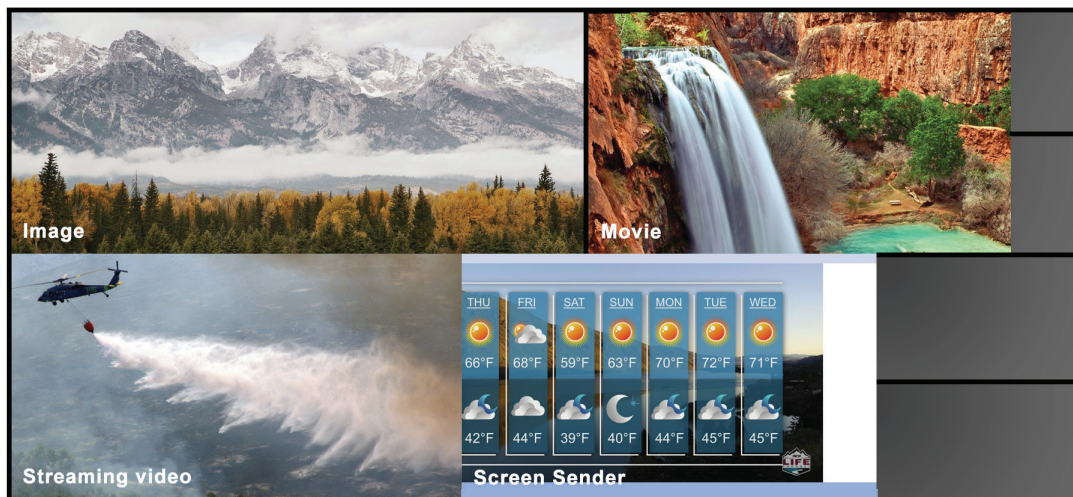 Image
Movie
THU FRI SAT SUN MON TUE WED
66°F 68°F 59°F 63°F 70°F 72°F 71°F
42°F 44°F 39°F 40°F 44°F 45°F 45°F
LIFE
Streaming video
Screen Sender